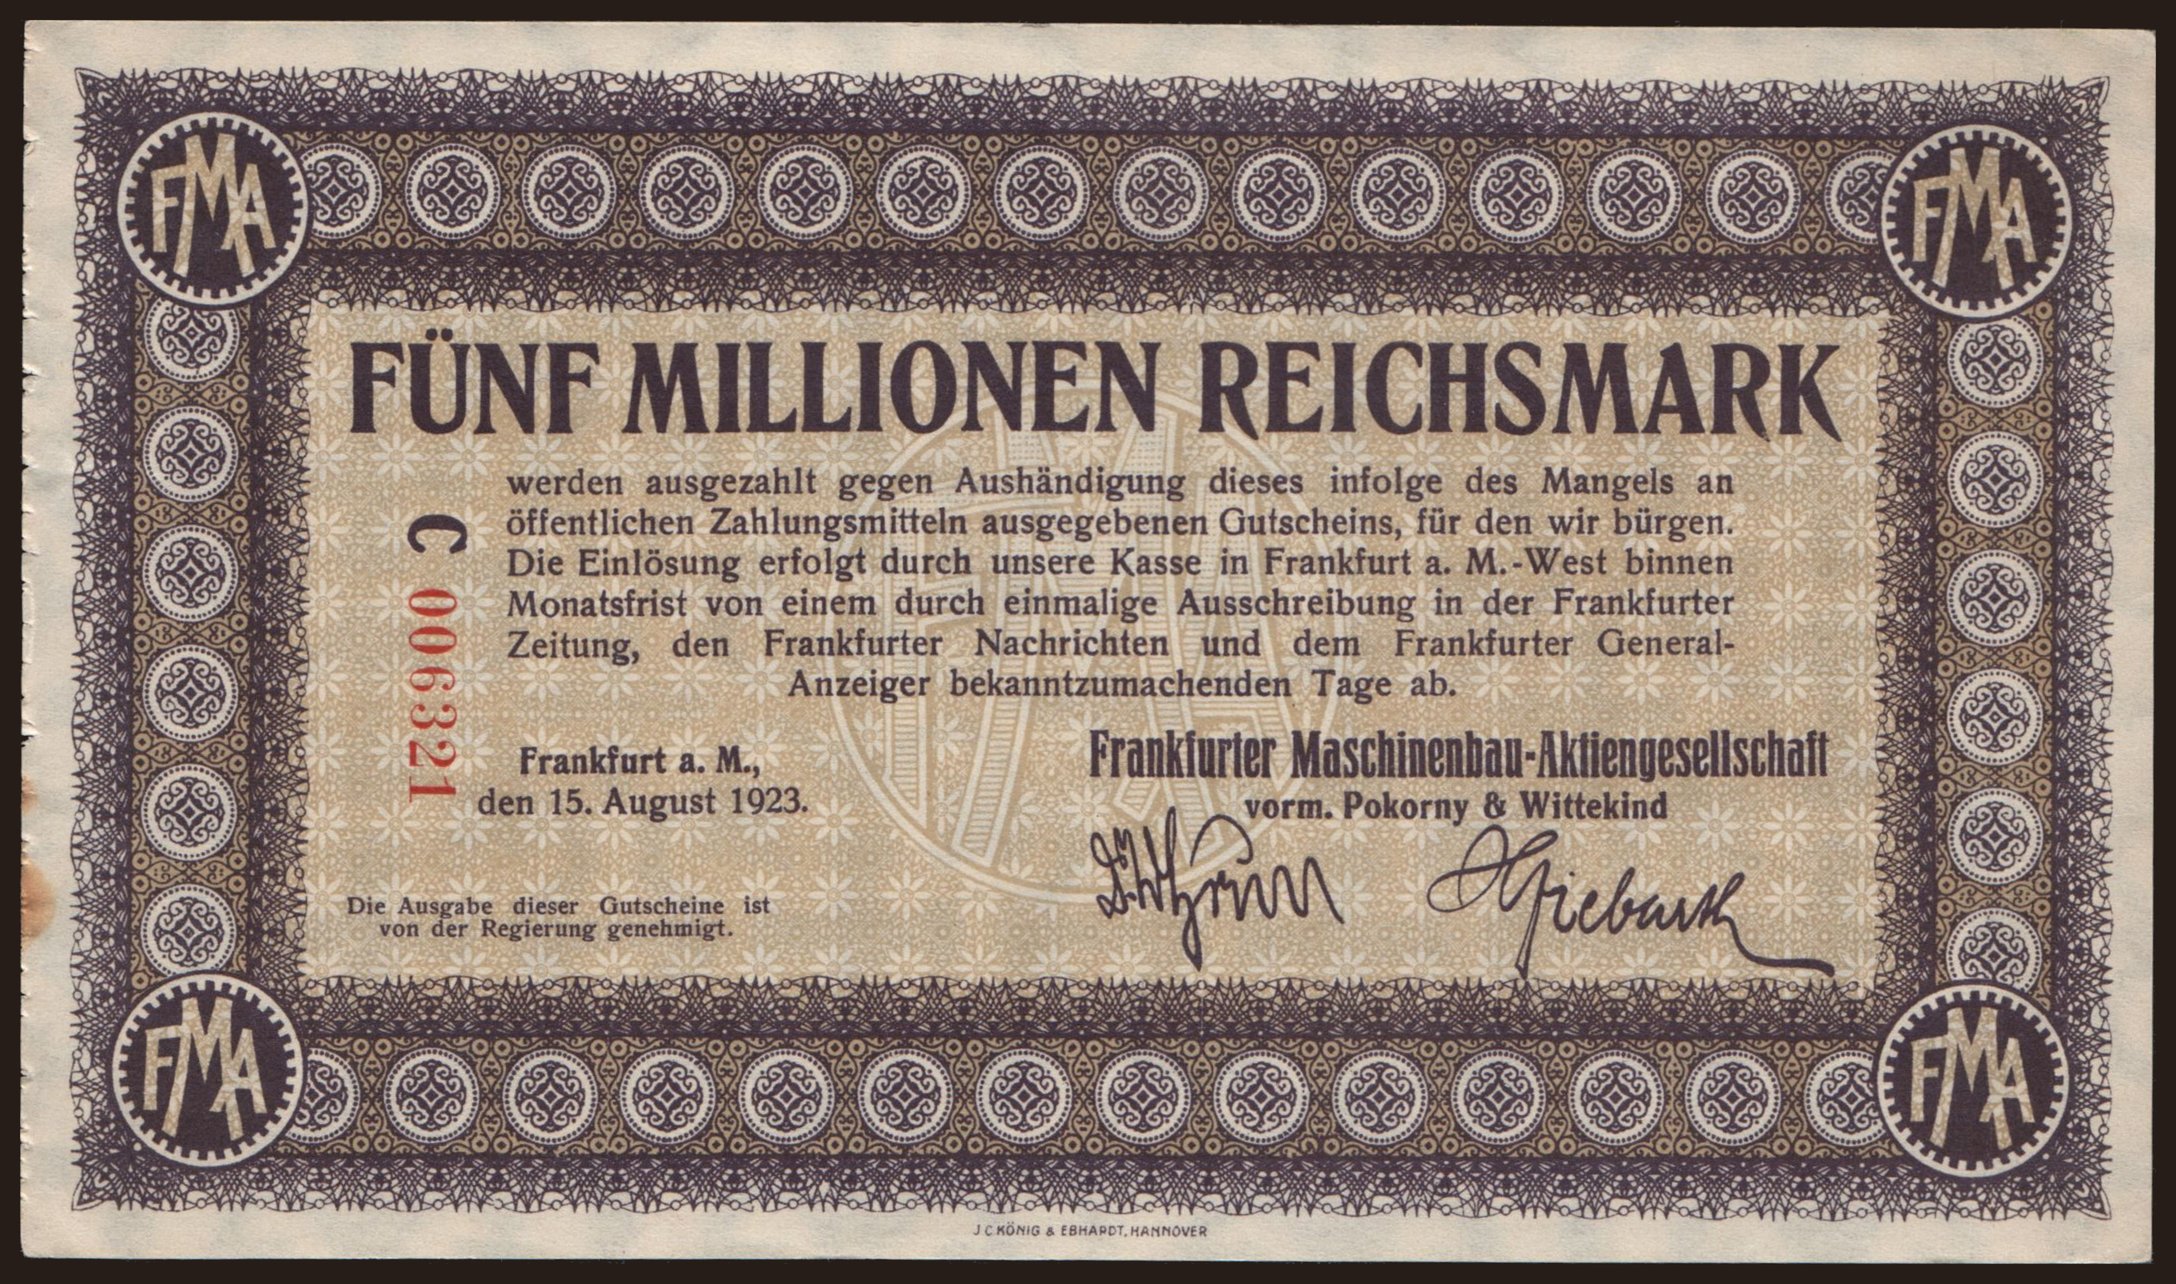 FMA
FMA
FÜNF MILLIONEN REICHSMARK
werden ausgezahlt gegen Aushändigung dieses infolge des Mangels an
öffentlichen Zahlungsmitteln ausgegebenen Gutscheins, für den wir bürgen.
Die Einlösung erfolgt durch unsere Kasse in Frankfurt a. M.-West binnen
Monatsfrist von einem durch einmalige Ausschreibung in der Frankfurter
Zeitung, den Frankfurter Nachrichten und dem Frankfurter General-
Anzeiger bekanntzumachenden Tage ab.
FMA
C 006321
Frankfurt a. M.,
den 15. August 1923.
Frankfurter Maschinenbau-Aktiengesellschaft
vorm. Pokorny & Wittekind
Die Ausgabe dieser Gutscheine ist
von der Regierung genehmigt.
FMA
FMA
J C KÖNIG & EBHARDT, HANNOVER